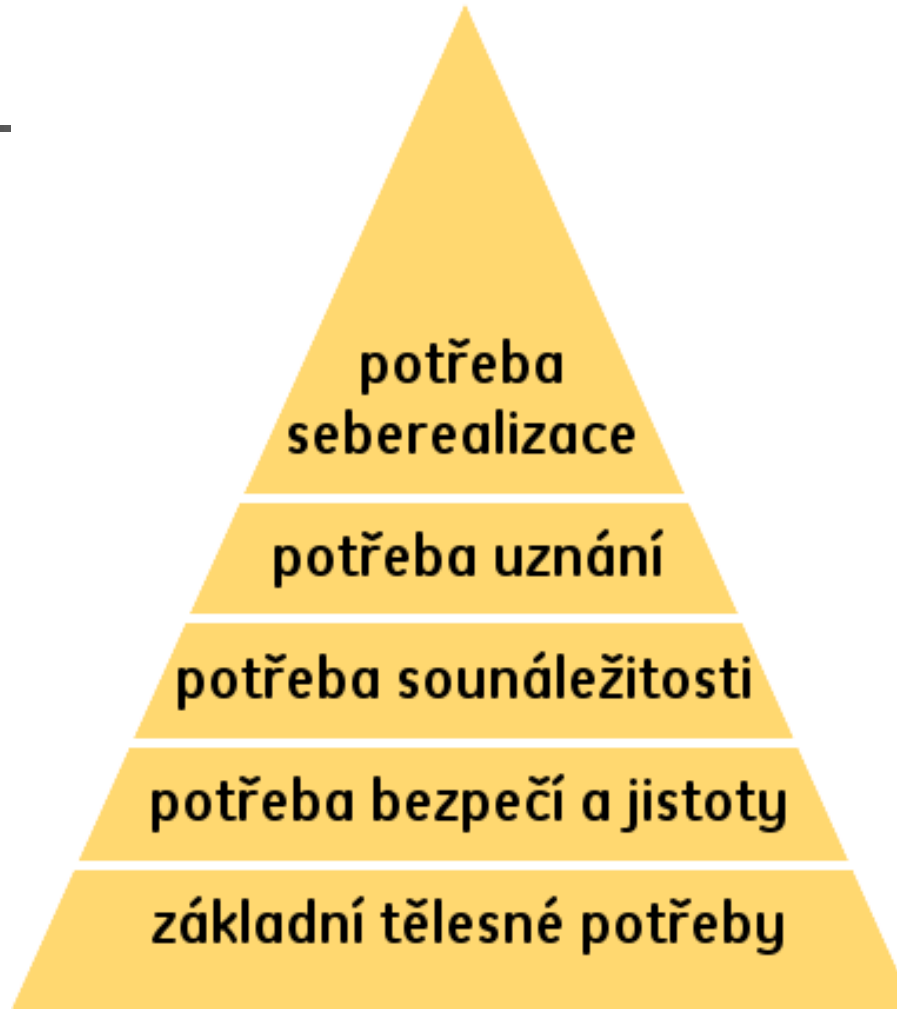 potřeba
seberealizace
potřeba uznání
potřeba sounáležitosti
potřeba bezpečí a jistoty
základní tělesné potřeby